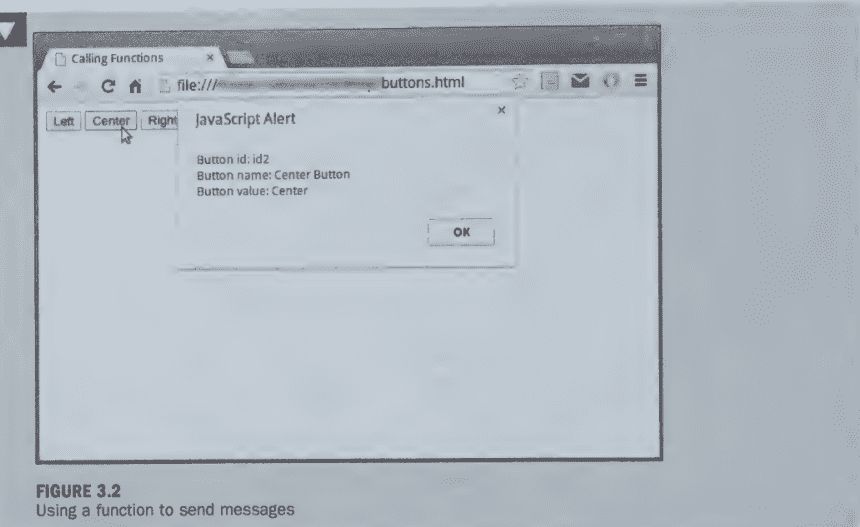 Calling Functions
file:/// buttons.html
Left Center Right
JavaScript Alert
Button id: id2
Button name: Center Button
Button value: Center
OK
FIGURE 3.2
Using a function to send messages